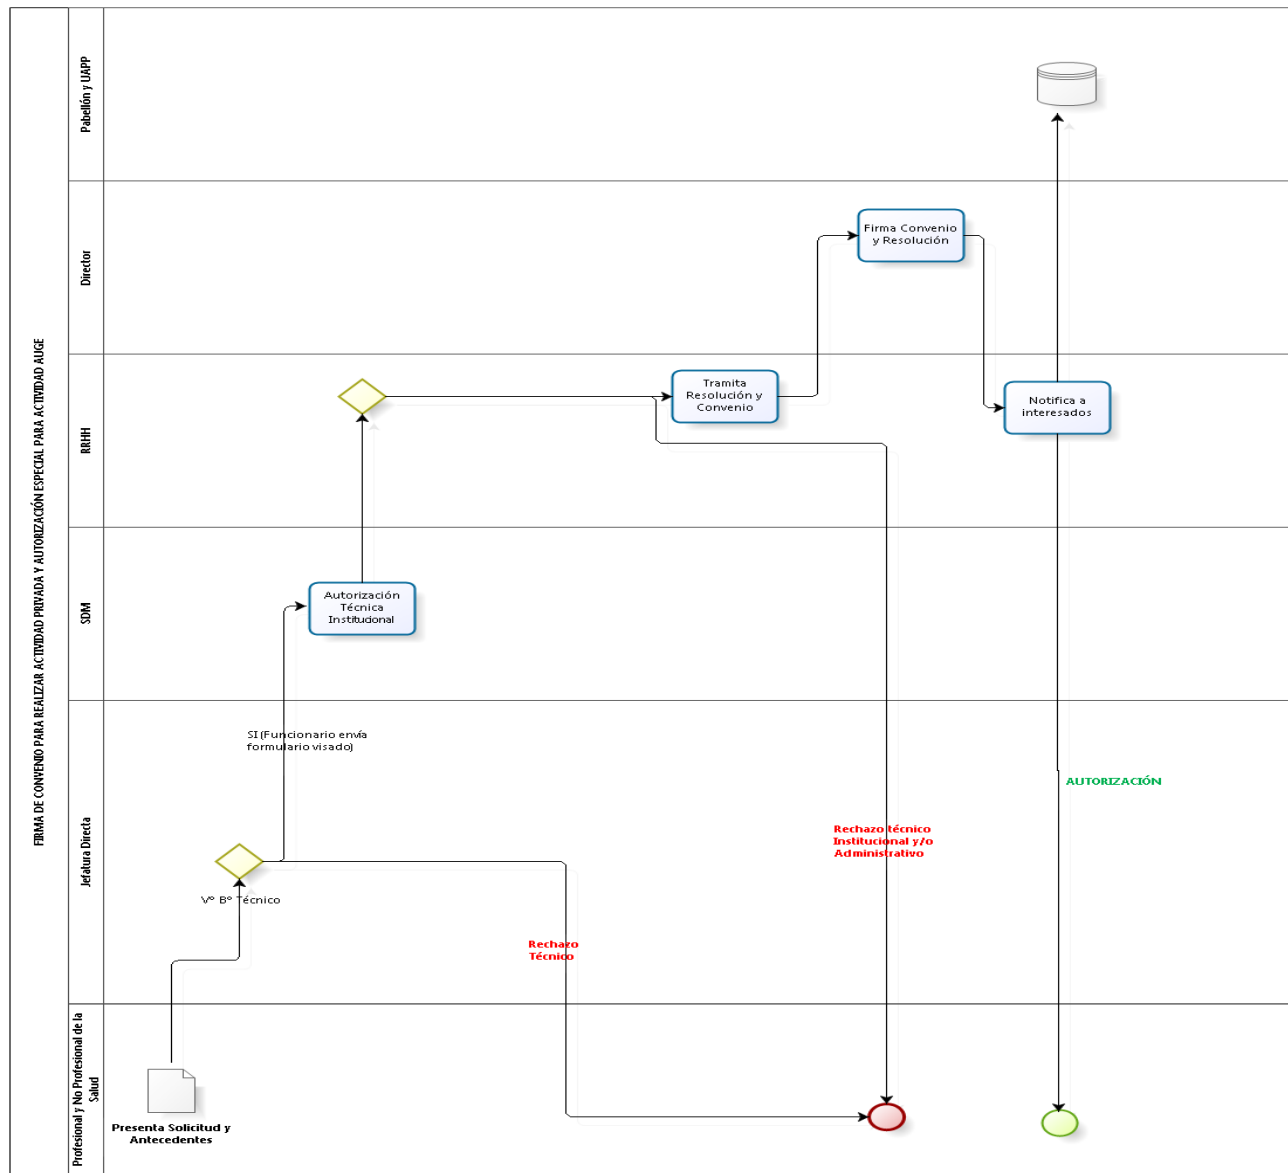 FIRMA DE CONVENIO PARA REALIZAR ACTIVIDAD PRIVADA Y AUTORIZACIÓN ESPECIAL PARA ACTIVIDAD AUGE
Pabellón y UAPP
Director
Firma Convenio
y Resolución
RRHH
Tramita
Resolución y
Convenio
Notifica a
interesados
SDM
Autorización
Técnica
Institucional
Jefatura Directa
SI (Funcionario envía
formulario visado)
AUTORIZACIÓN
Rechazo técnico
Institucional y/o
Administrativo
Vº Bº Técnico
Rechazo
Técnico
Profesional y No Profesional de la
Salud
Presenta Solicitud y
Antecedentes